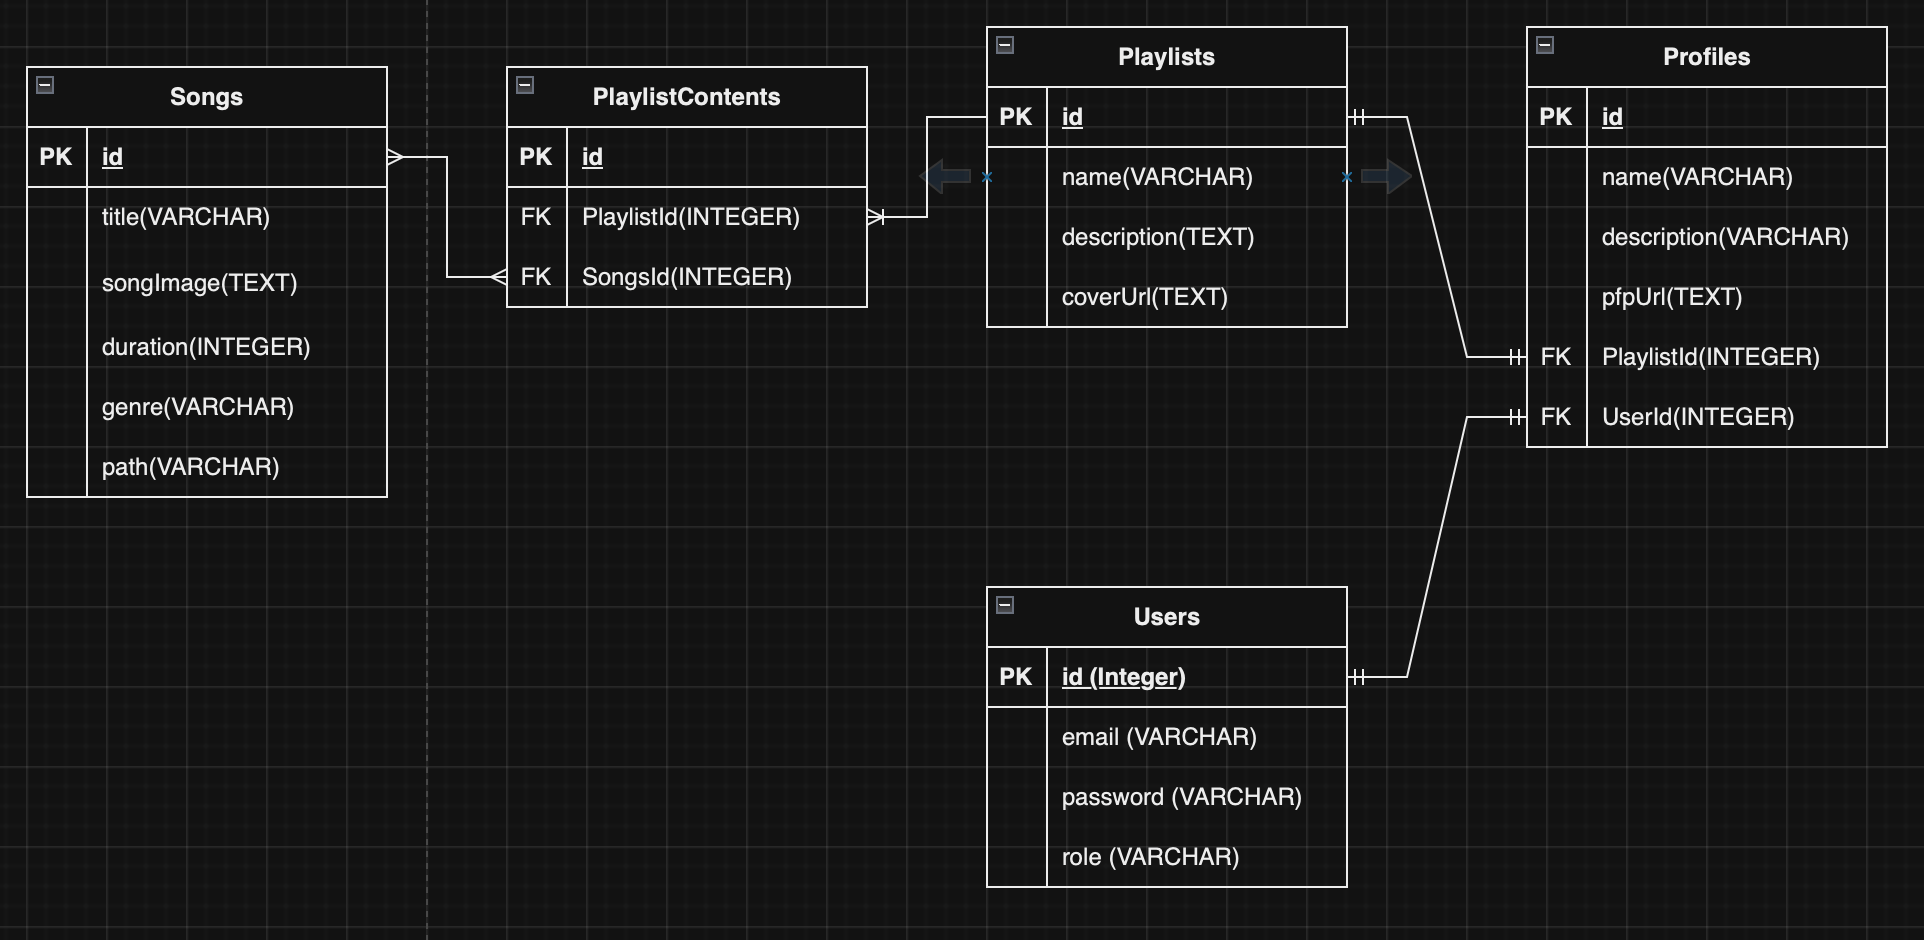 Songs
PK id
title(VARCHAR)
songImage(TEXT)
duration(INTEGER)
genre(VARCHAR)
path(VARCHAR)
PlaylistContents
PK id
FK PlaylistId(INTEGER)
FK SongsId(INTEGER)
Playlists
PK id
name(VARCHAR)
description(TEXT)
coverUrl(TEXT)
Profiles
PK id
name(VARCHAR)
description(VARCHAR)
pfpUrl(TEXT)
FK PlaylistId(INTEGER)
FK UserId(INTEGER)
Users
PK id (Integer)
email (VARCHAR)
password (VARCHAR)
role (VARCHAR)